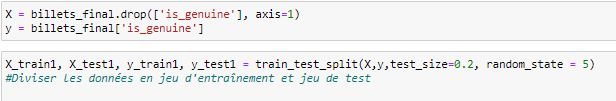 X = billets_final.drop(['is_genuine'], axis=1)
y = billets_final['is_genuine']
X_train1, X_test1, y_train1, y_test1 = train_test_split(X,y,test_size=0.2, random_state = 5)
#Diviser les données en jeu d'entraînement et jeu de test